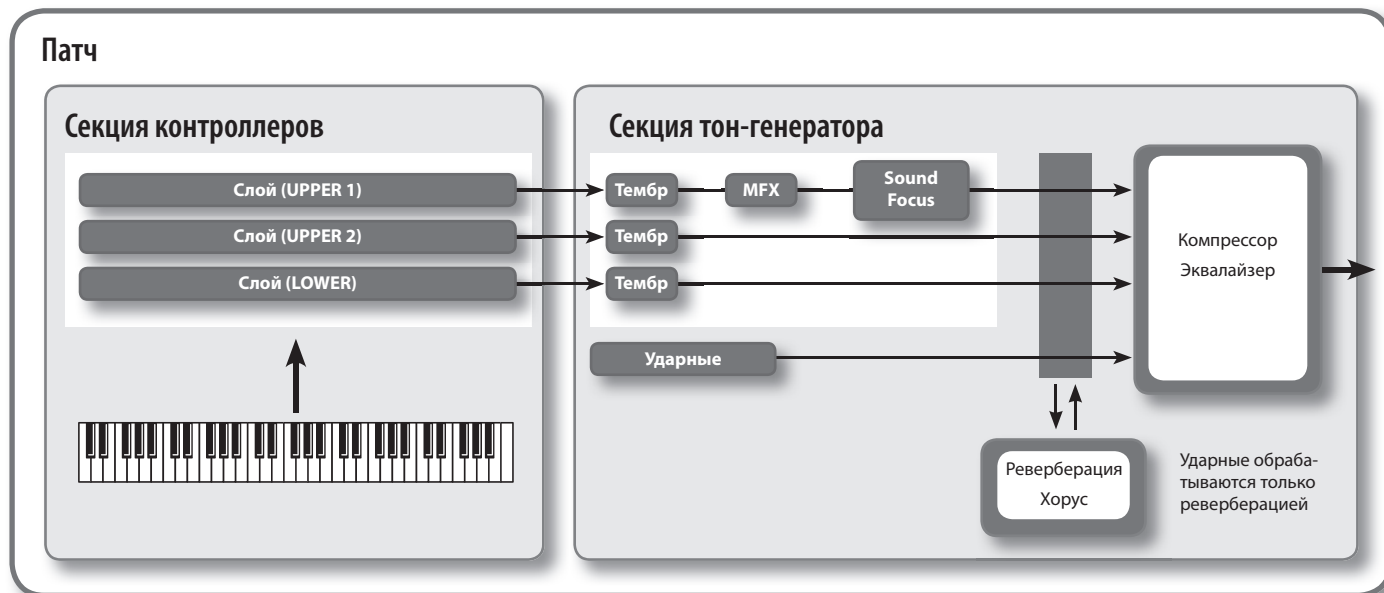 Патч
Секция контроллеров
Слой (UPPER 1)
Слой (UPPER 2)
Слой (LOWER)
Секция тон-генератора
Тембр
MFX
Sound
Focus
Тембр
Тембр
Ударные
Компрессор
Эквалайзер
Реверберация
Хорус
Ударные обраба-
тываются только
реверберацией